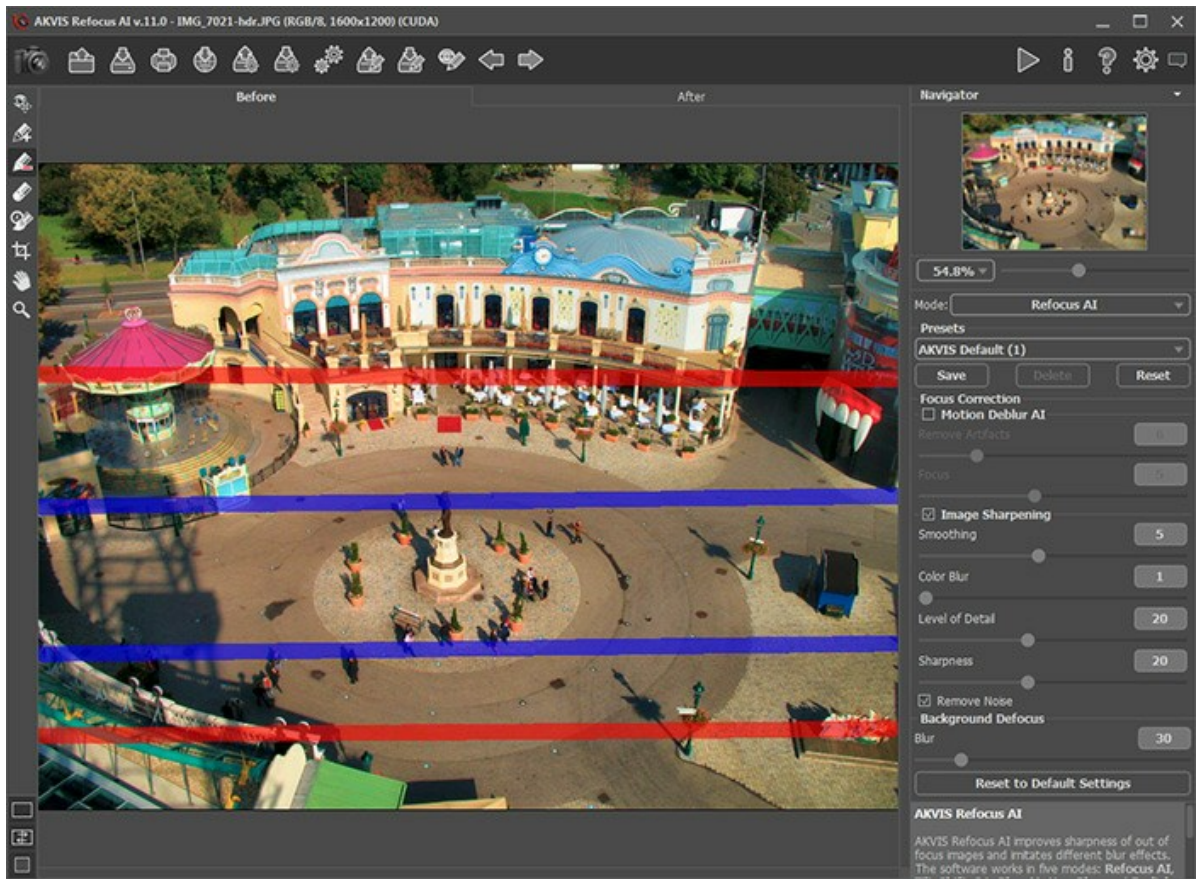 AKVIS Refocus AI v.11.0 - IMG_7021-hdr.JPG (RGB/8, 1600x1200) (CUDA)
Before
After
Navigator
54.8%
Mode: Refocus AI
Presets
AKVIS Default (1)
Save Delete Reset
Focus Correction
Motion Deblur AI
Remove Artifacts
Focus
Image Sharpening
Smoothing 5
Color Blur 1
Level of Detail 20
Sharpness 20
Remove Noise
Background Defocus
Blur 30
Reset to Default Settings
AKVIS Refocus AI
AKVIS Refocus AI improves sharpness of out of
focus images and imitates different blur effects.
The software works in five modes: Refocus AI,